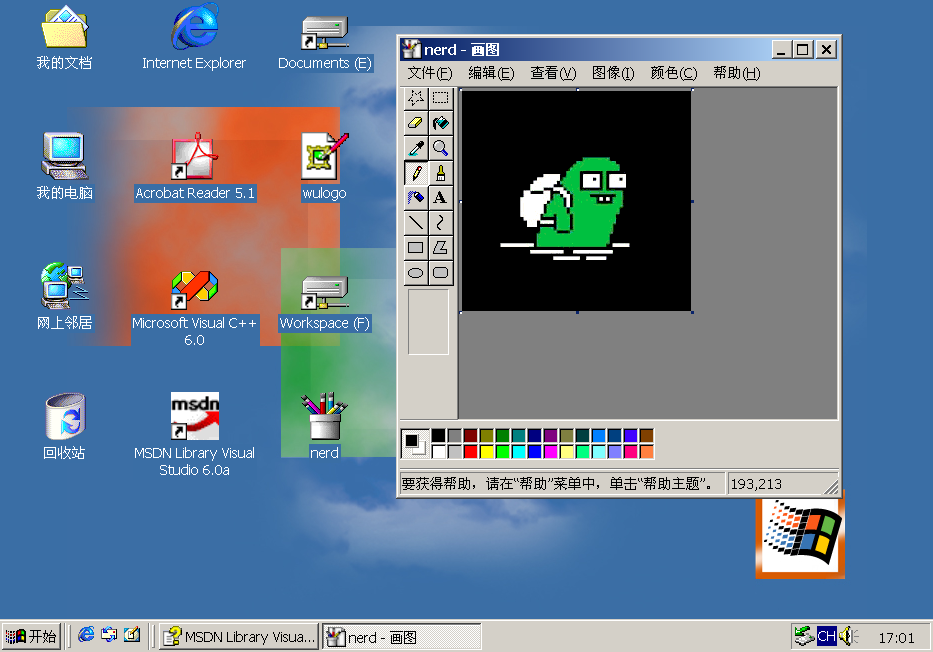 我的文档
Internet Explorer
Documents (E)
我的电脑
Acrobat Reader 5.1
wulogo
网上邻居
Microsoft Visual C++
6.0
Workspace (F)
回收站
msdn
MSDN Library Visual
Studio 6.0a
nerd
nerd - 画图
文件(F) 编辑(E) 查看(V) 图像(I) 颜色(C) 帮助(H)
A
要获得帮助，请在“帮助”菜单中，单击“帮助主题”。 193,213
开始 MSDN Library Visua... nerd - 画图 CH 17:01